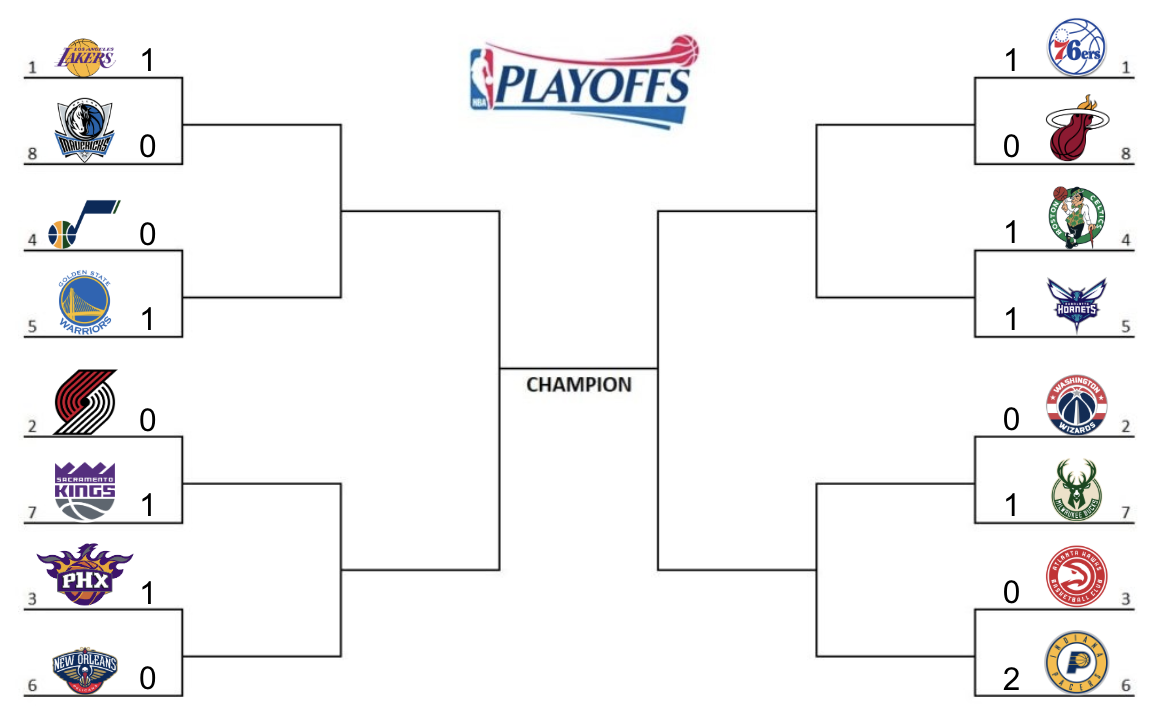 LOS ANGELES
LAKERS 1
1
MAVERICKS 0
8
0
4
GOLDEN STATE
WARRIORS 1
5
0
2
SACRAMENTO
KINGS 1
7
PHX 1
3
NEW ORLEANS
PELICANS 0
6
NBA PLAYOFFS
CHAMPION
1 76ers
1
0
8
1 BOSTON CELTICS
4
1 CHARLOTTE
HORNETS
5
0 WASHINGTON
WIZARDS
2
1 MILWAUKEE BUCKS
7
0 ATLANTA HAWKS
BASKETBALL CLUB
3
2 INDIANA
PACERS
6